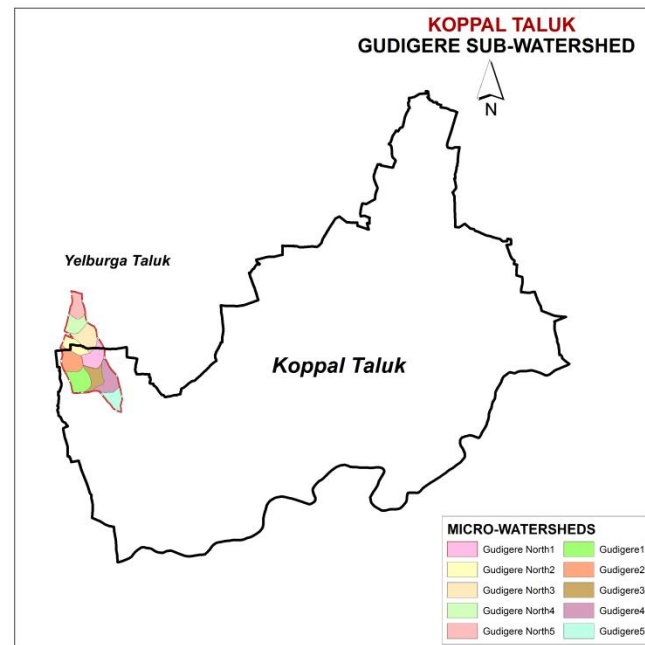 KOPPAL TALUK
GUDIGERE SUB-WATERSHED
N
Yelburga Taluk
Koppal Taluk
MICRO-WATERSHEDS
Gudigere North1
Gudigere North2
Gudigere North3
Gudigere North4
Gudigere North5
Gudigere1
Gudigere2
Gudigere3
Gudigere4
Gudigere5